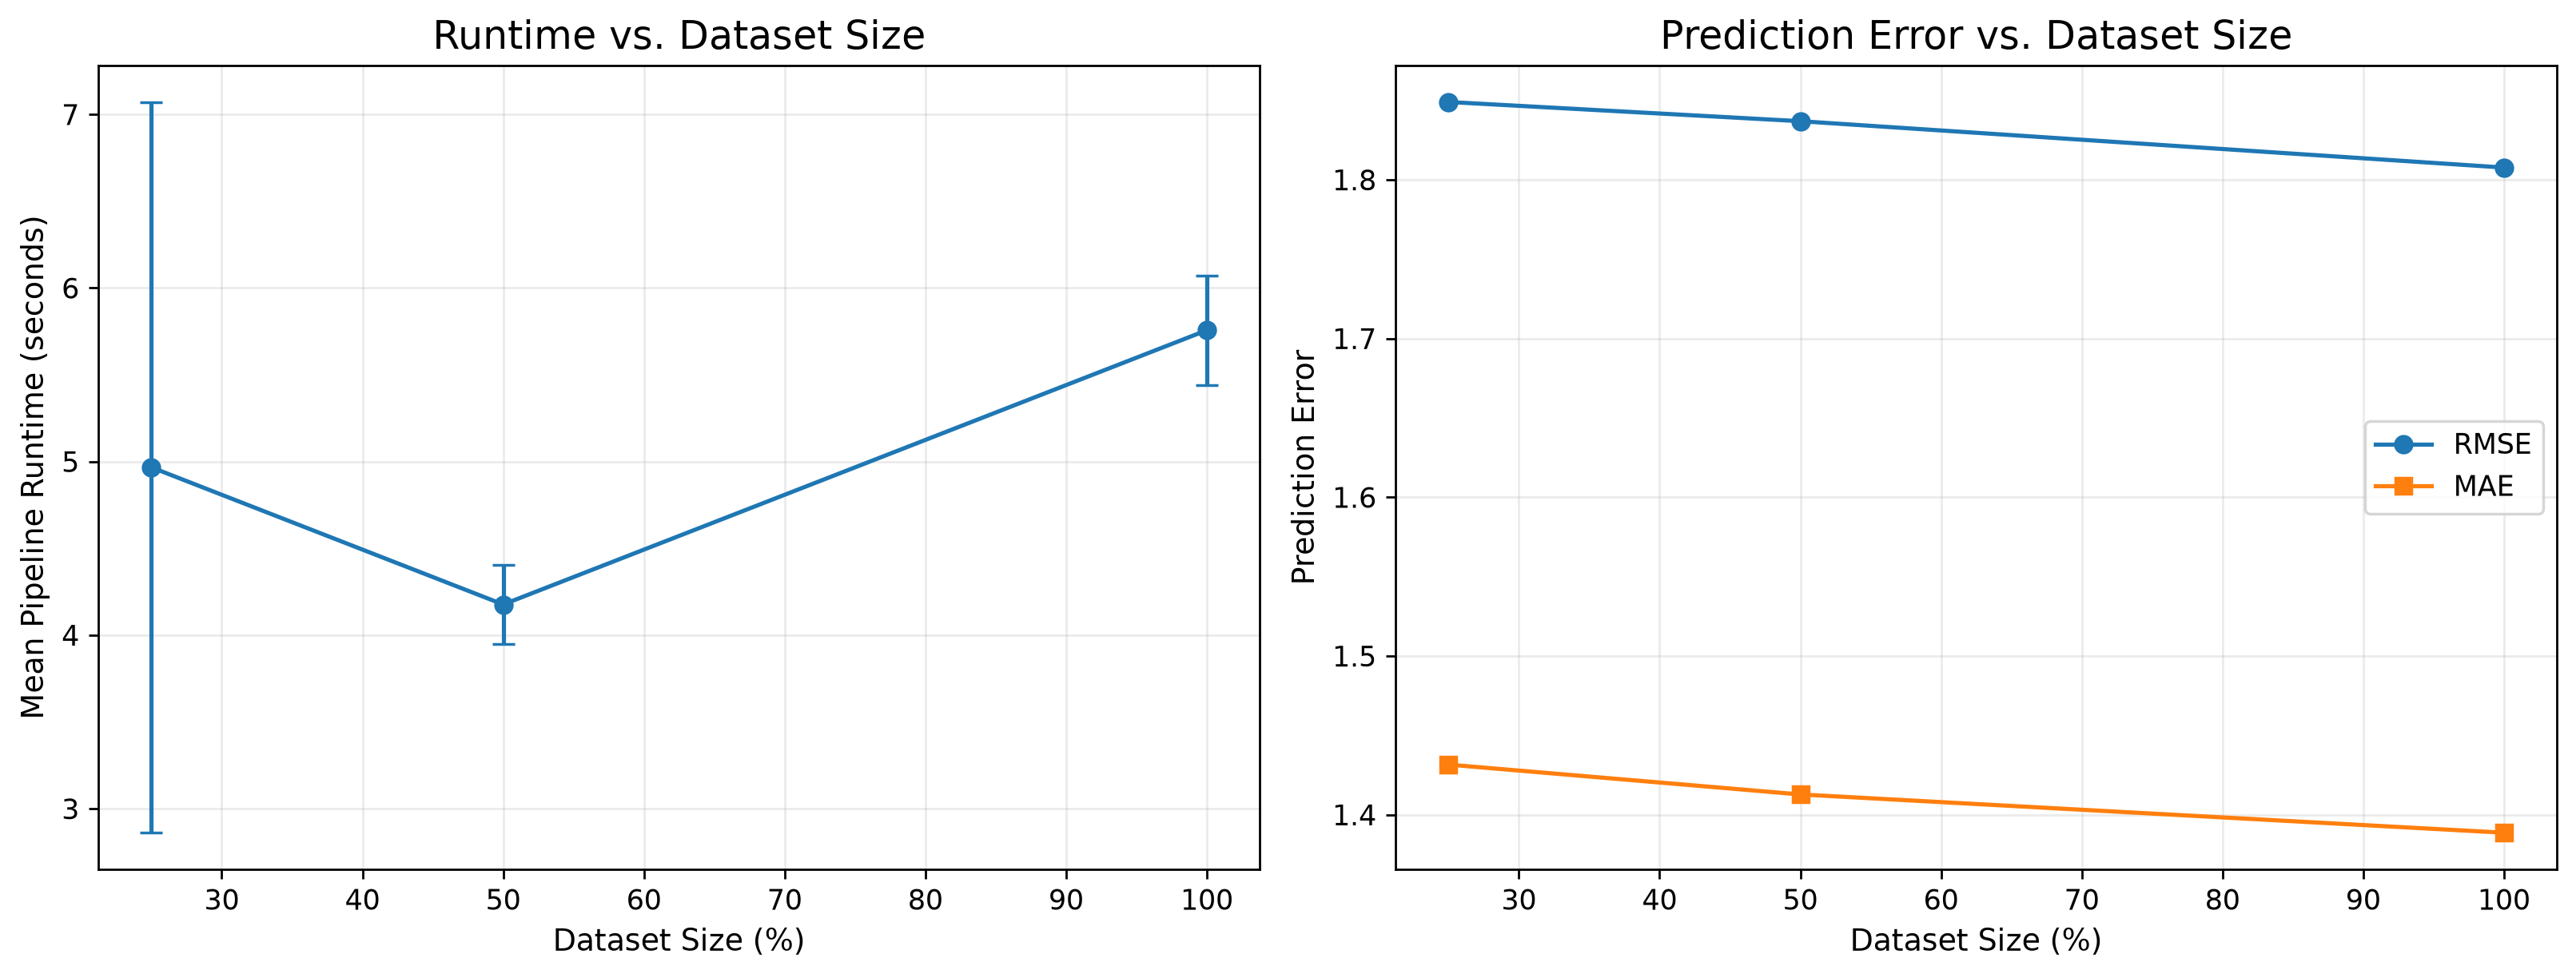 Runtime vs. Dataset Size
Mean Pipeline Runtime (seconds)
7
6
5
4
3
30 40 50 60 70 80 90 100
Dataset Size (%)
Prediction Error vs. Dataset Size
Prediction Error
1.8
1.7
1.6
1.5
1.4
RMSE
MAE
30 40 50 60 70 80 90 100
Dataset Size (%)